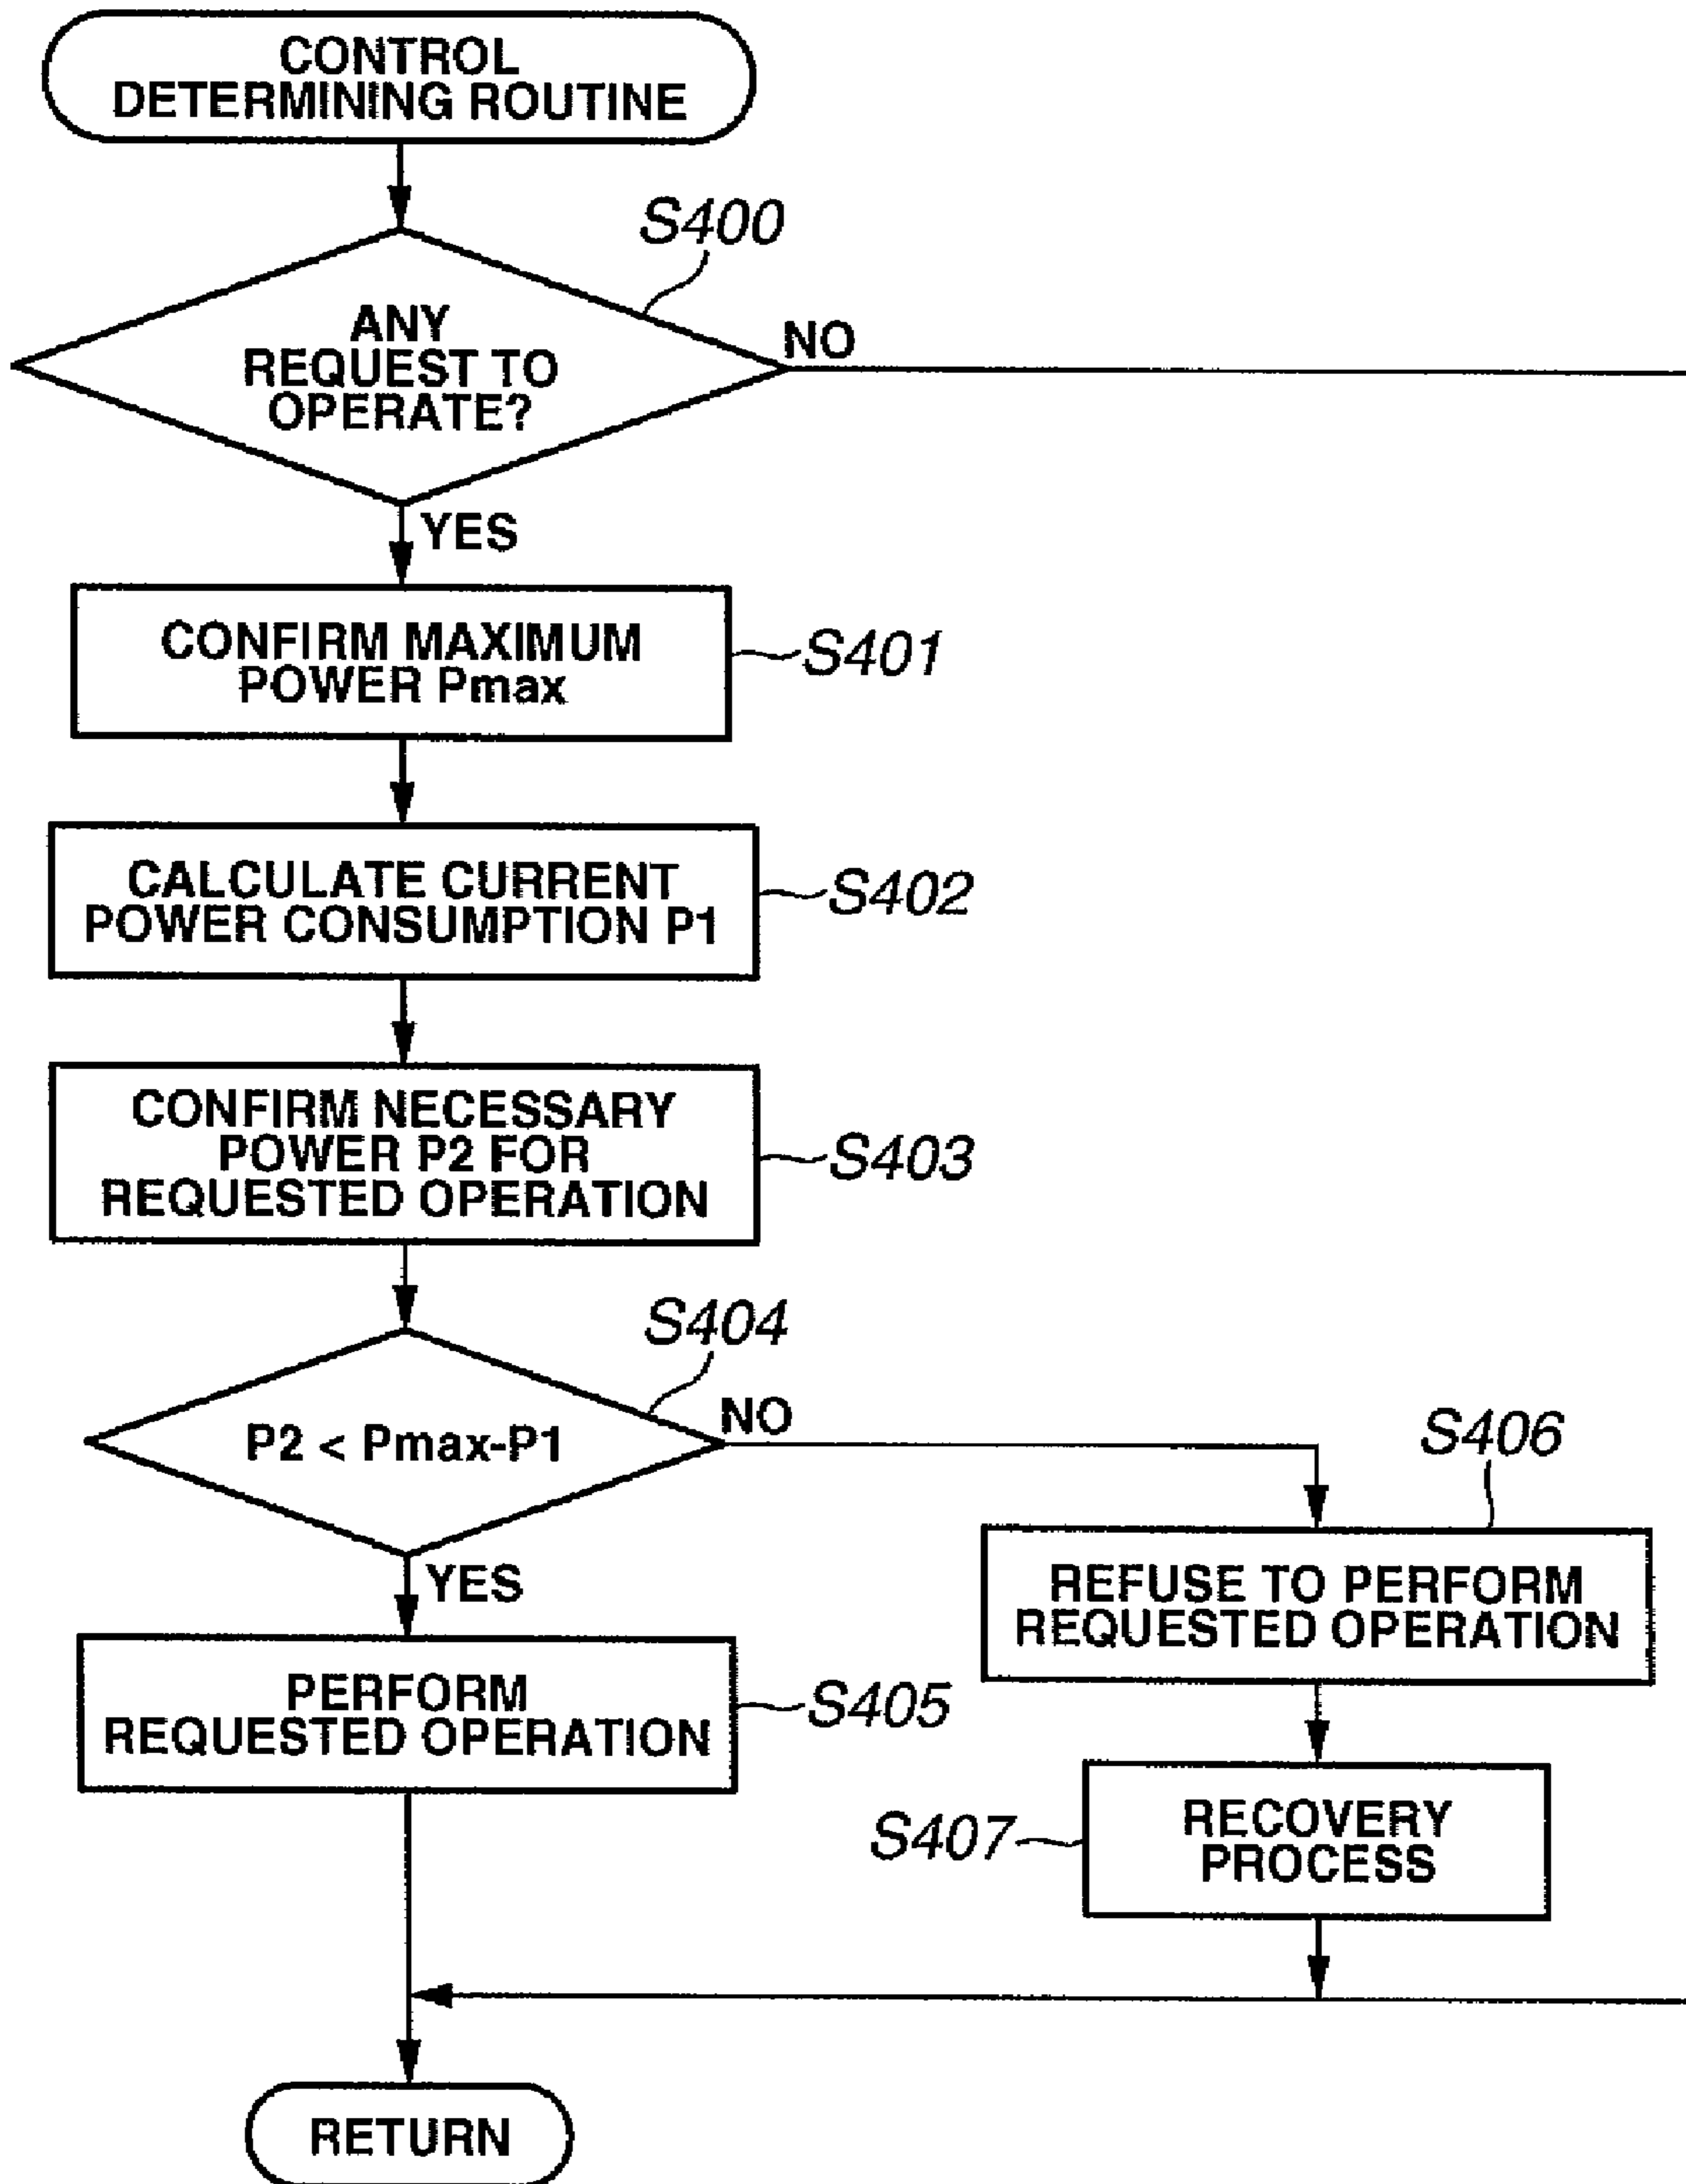 CONTROL
DETERMINING ROUTINE
S400
ANY
REQUEST TO
OPERATE?
NO
YES
CONFIRM MAXIMUM
POWER Pmax
S401
CALCULATE CURRENT
POWER CONSUMPTION P1
S402
CONFIRM NECESSARY
POWER P2 FOR
REQUESTED OPERATION
S403
S404
P2 < Pmax-P1
NO
YES
S406
REFUSE TO PERFORM
REQUESTED OPERATION
PERFORM
REQUESTED OPERATION
S405
S407
RECOVERY
PROCESS
RETURN